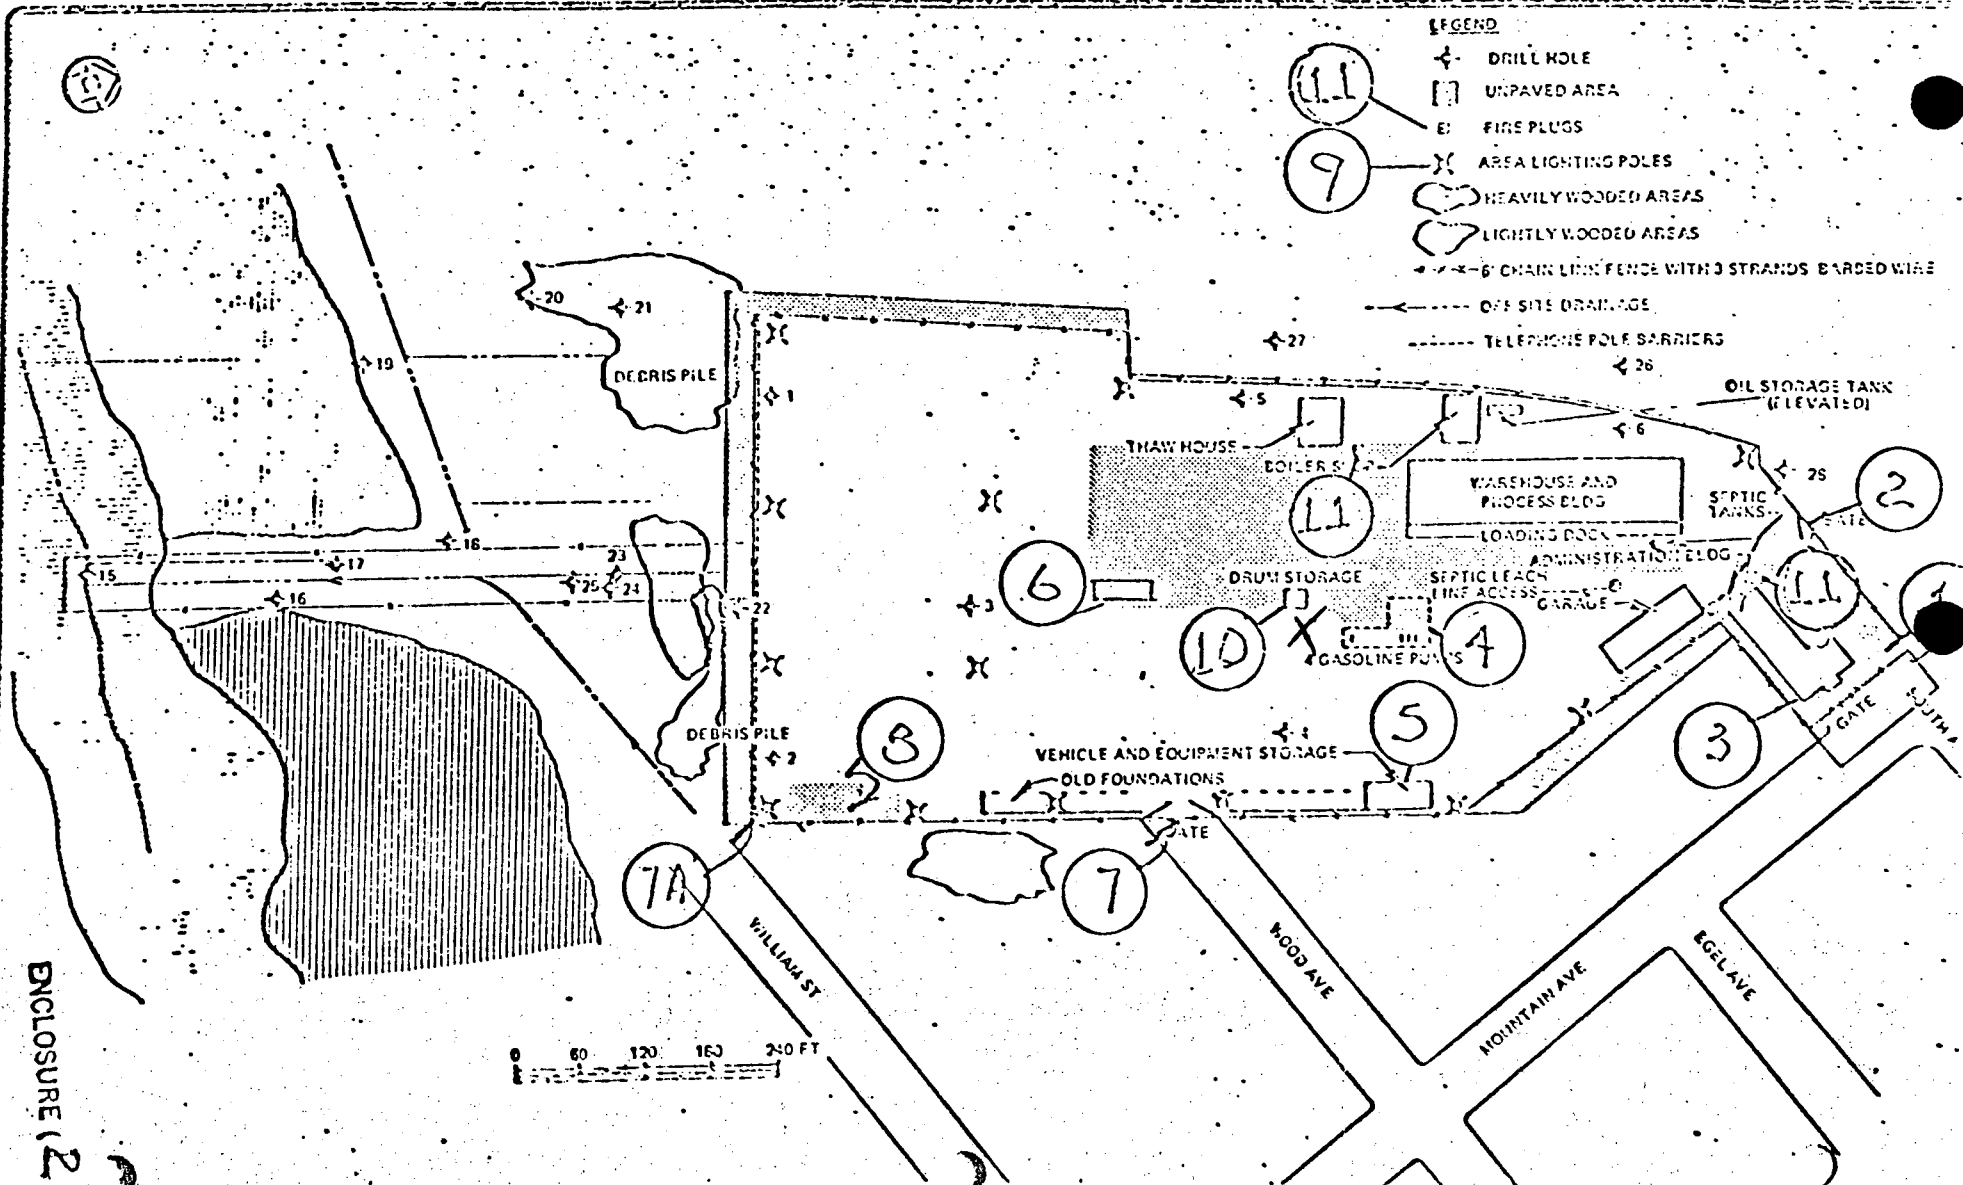 LEGEND
DRILL HOLE
UNPAVED AREA
11
FIRE PLUGS
9
AREA LIGHTING POLES
HEAVILY WOODED AREAS
LIGHTLY WOODED AREAS
6' CHAIN LINK FENCE WITH 3 STRANDS BARBED WIRE
OFF SITE DRAINAGE
TELEPHONE POLE BARRIERS
20
21
27
26
19
DEBRIS PILE
1
5
OIL STORAGE TANK
(ELEVATED)
6
THAW HOUSE
11
WAREHOUSE AND
PROCESS BLDG
LOADING DOCK
SEPTIC
TANKS
2
GATE
ADMINISTRATION BLDG
18
17
15
16
23
25
24
22
3
6
DRUM STORAGE
10
SEPTIC LEACH
LINE ACCESS
GARAGE
11
GASOLINE PUMPS
4
DEBRIS PILE
2
8
VEHICLE AND EQUIPMENT STORAGE
OLD FOUNDATIONS
5
3
GATE
7A
7
GATE
WILLIAM ST
WOOD AVE
MOUNTAIN AVE
EGEL AVE
0 60 120 180 240 FT
ENCLOSURE (2